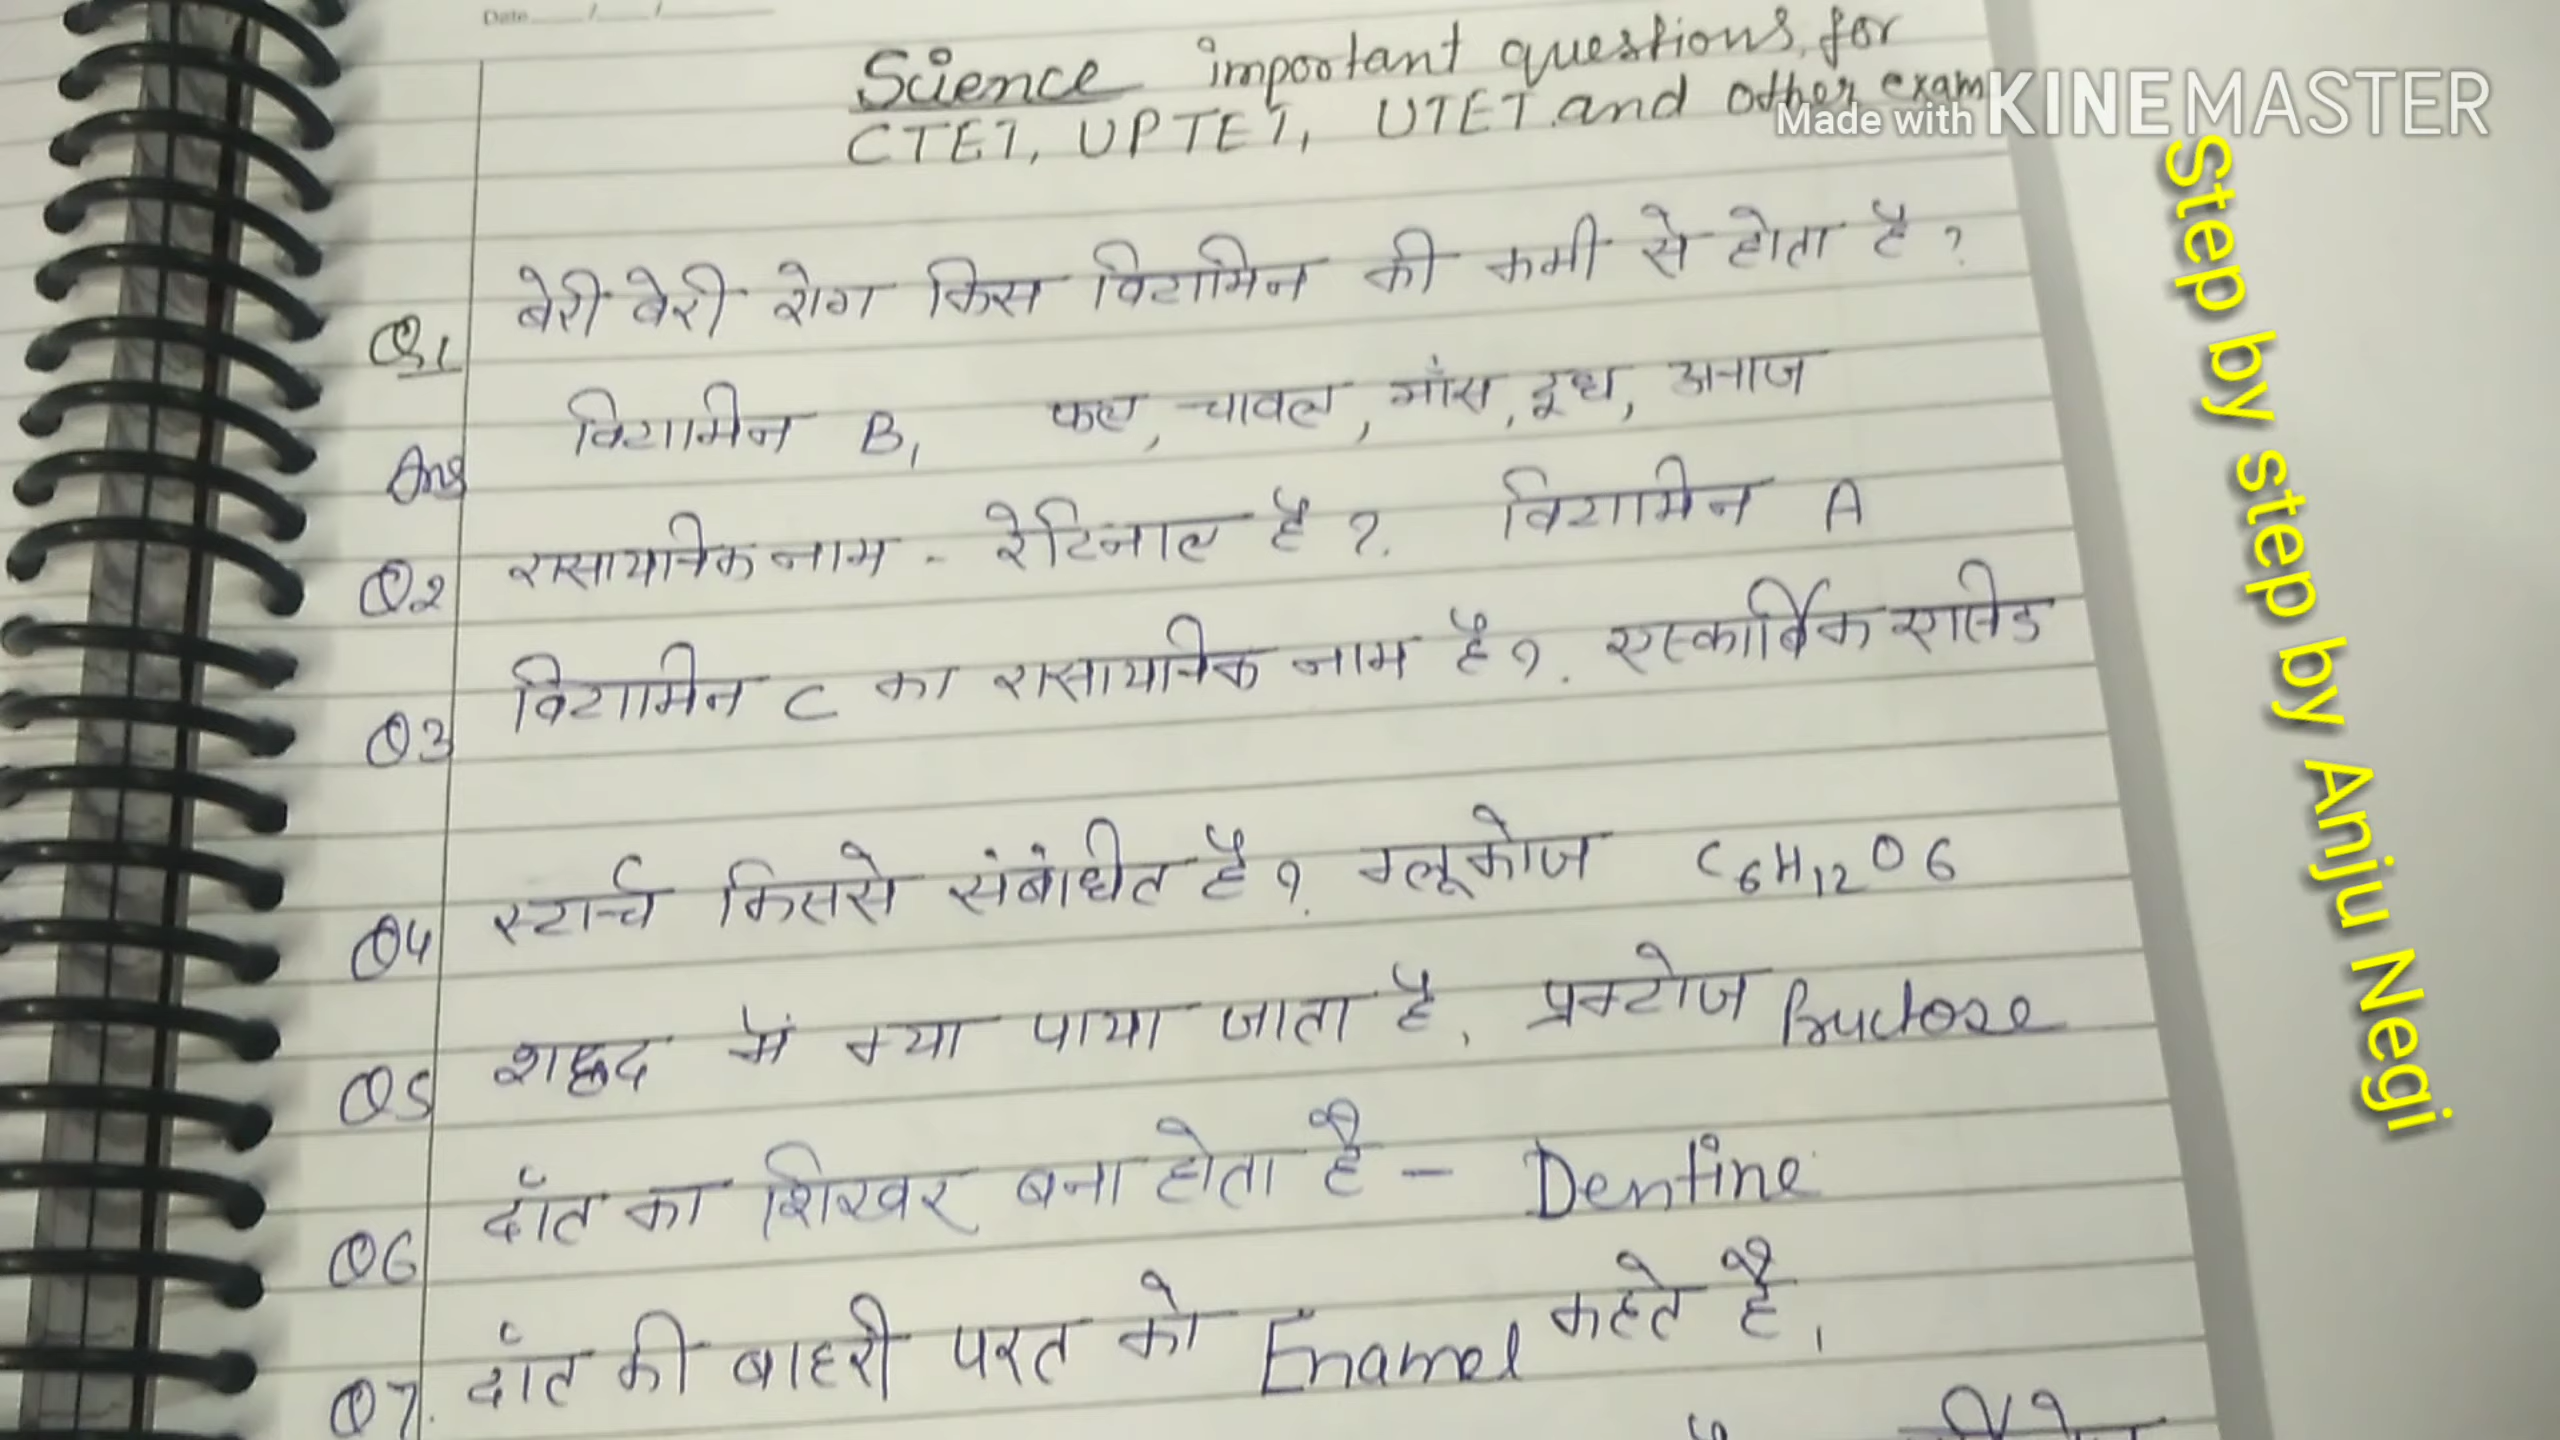 Date / /
Science important questions for
CTET, UPTET, UTET and other exam
Made with KINEMASTER
Q1 बेरी बेरी रोग किस विटामिन की कमी से होता है ?
Ans विटामिन B1 फल, चावल, माँस, दूध, अनाज
Q2 रासायनिक नाम - रेटिनाल है ? विटामिन A
Q3 विटामिन C का रासायनिक नाम है ? एस्कार्बिक एसिड
Q4 स्टार्च किससे संबंधित है ? ग्लूकोज C6H12O6
Q5 शहद में क्या पाया जाता है, फ्रक्टोज fructose
Q6 दाँत का शिखर बना होता है - Dentine
Q7. दांत की बाहरी परत को Enamel कहते है,
Step by step by Anju Negi